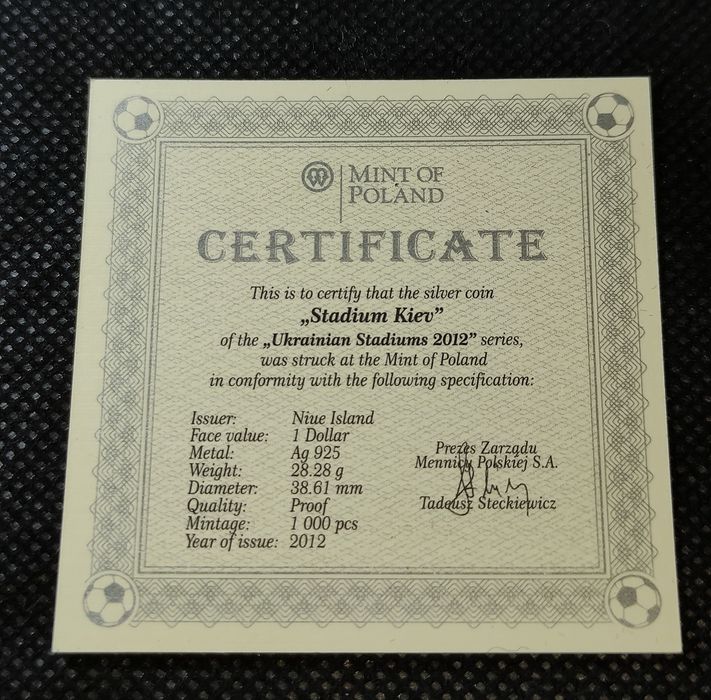 MINT OF
POLAND
CERTIFICATE
This is to certify that the silver coin
„Stadium Kiev”
of the „Ukrainian Stadiums 2012” series,
was struck at the Mint of Poland
in conformity with the following specification:
Issuer: Niue Island
Face value: 1 Dollar
Metal: Ag 925
Weight: 28.28 g
Diameter: 38.61 mm
Quality: Proof
Mintage: 1 000 pcs
Year of issue: 2012
Prezes Zarządu
Mennicy Polskiej S.A.
Tadeusz Steckiewicz